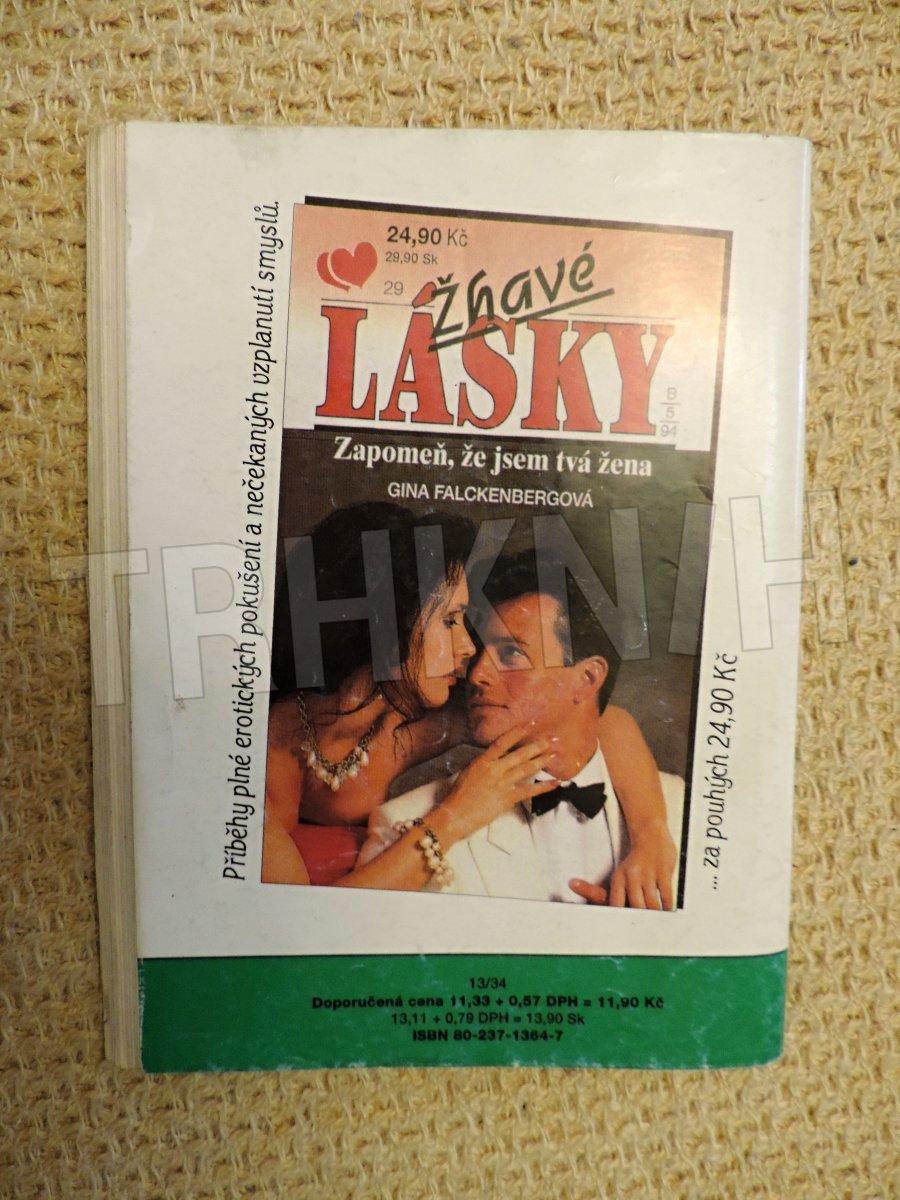 Příběhy plné erotických pokušení a nečekaných vzplanutí smyslů.
24,90 Kč
29,90 Sk
29
žhavé
LÁSKY
B
5
94
Zapomeň, že jsem tvá žena
GINA FALCKENBERGOVÁ
TRHKNIH
... za pouhých 24,90 Kč
13/34
Doporučená cena 11,33 + 0,57 DPH = 11,90 Kč
13,11 + 0,79 DPH = 13,90 Sk
ISBN 80-237-1364-7